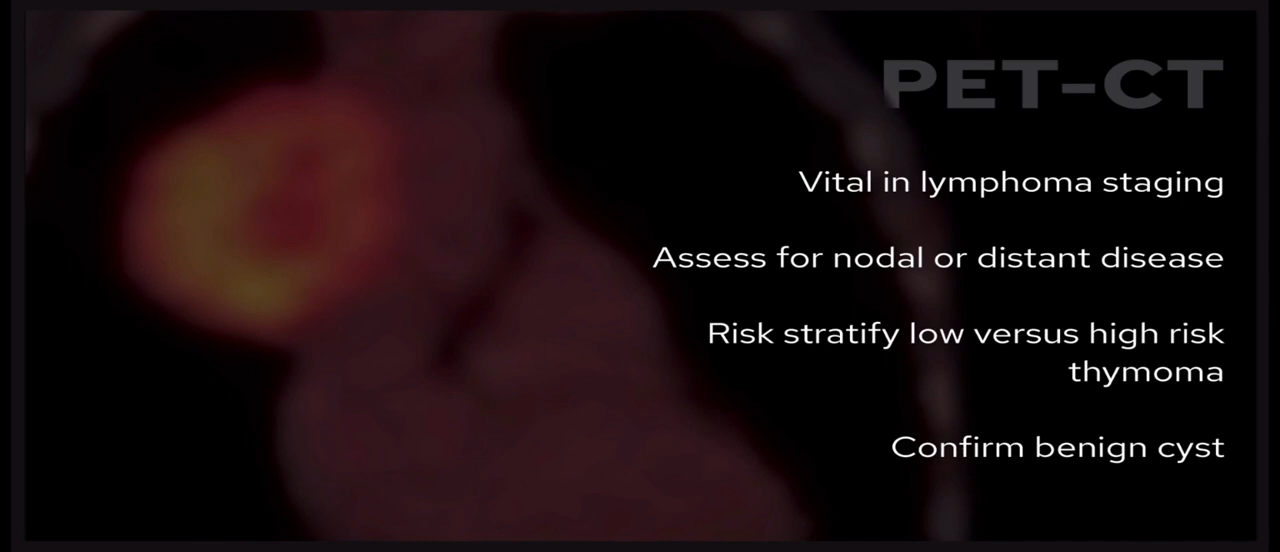 PET-CT
Vital in lymphoma staging
Assess for nodal or distant disease
Risk stratify low versus high risk
thymoma
Confirm benign cyst